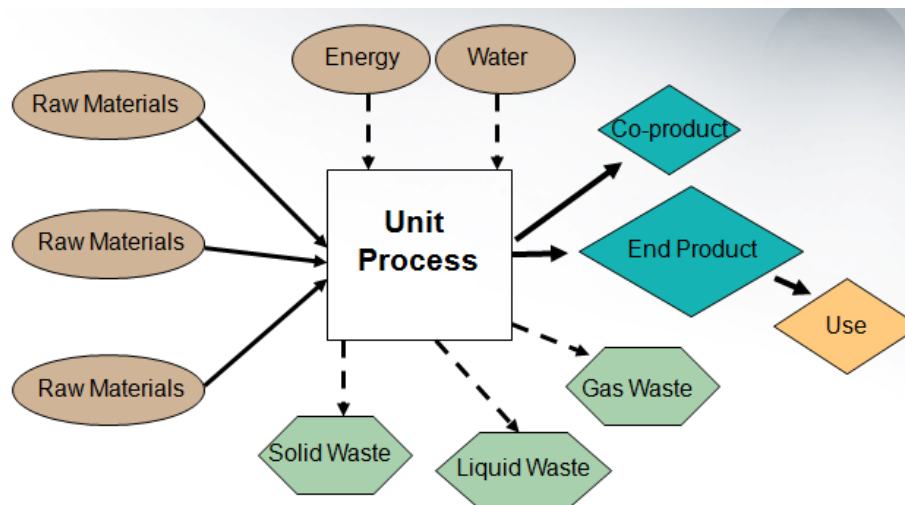 Energy
Water
Raw Materials
Co-product
Unit
Process
Raw Materials
End Product
Use
Raw Materials
Gas Waste
Solid Waste
Liquid Waste